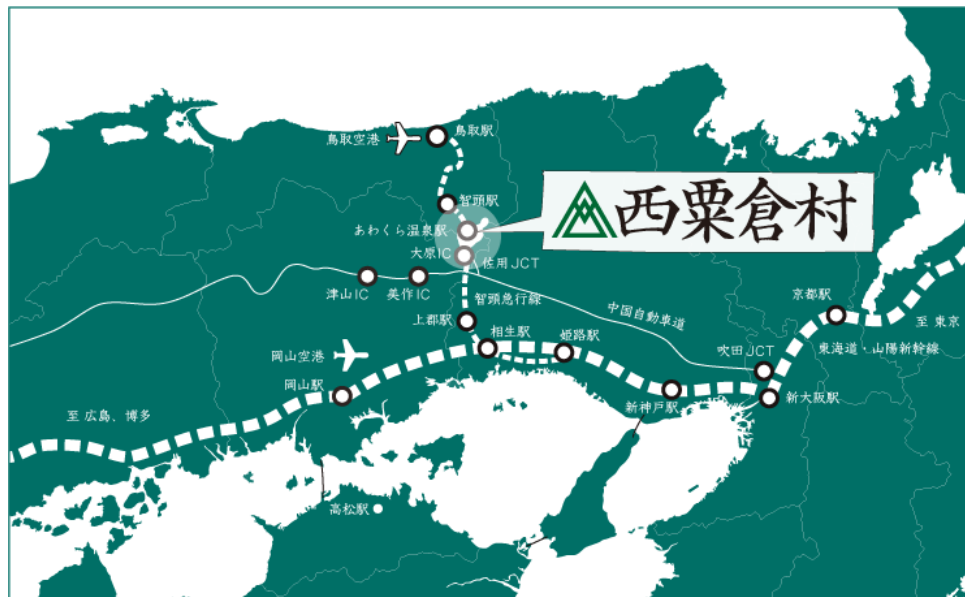 鳥取空港
鳥取駅
智頭駅
西粟倉村
あわくら温泉駅
大原IC
佐用JCT
津山IC
美作IC
智頭急行線
中国自動車道
京都駅
至 東京
上郡駅
相生駅
姫路駅
岡山空港
吹田JCT
東海道・山陽新幹線
岡山駅
新神戸駅
新大阪駅
至 広島、博多
高松駅